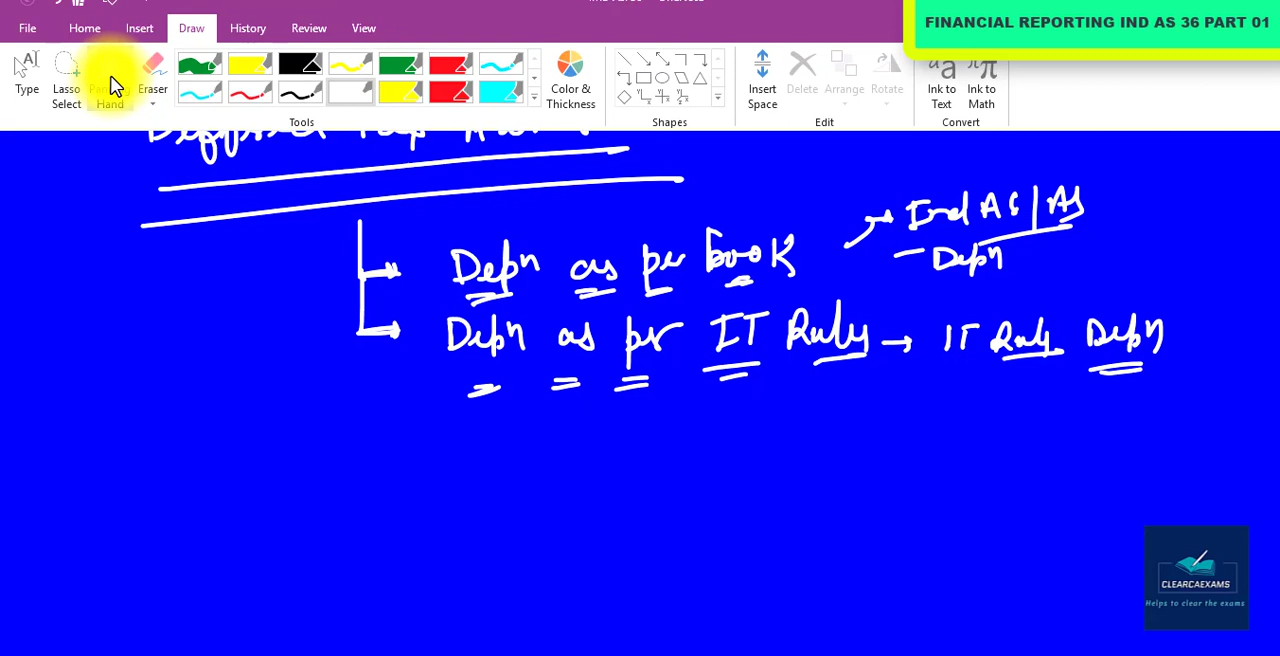 File Home Insert Draw History Review View
FINANCIAL REPORTING IND AS 36 PART 01
Type
Lasso Select
Panning Hand
Eraser
Color & Thickness
Insert Space
Delete
Arrange
Rotate
Ink to Text
Ink to Math
Tools
Shapes
Edit
Convert
Depn as per book
Ind AS | AS
Depn
Depn as per IT Rules → IT Rules Depn
CLEARCAEXAMS
Helps to clear the exams